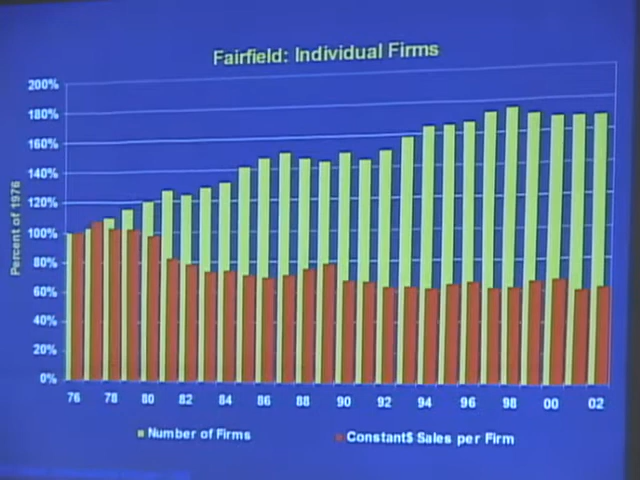 Fairfield: Individual Firms
200%
180%
160%
140%
120%
100%
80%
60%
40%
20%
0%
Percent of 1976
76 78 80 82 84 86 88 90 92 94 96 98 00 02
Number of Firms Constant$ Sales per Firm